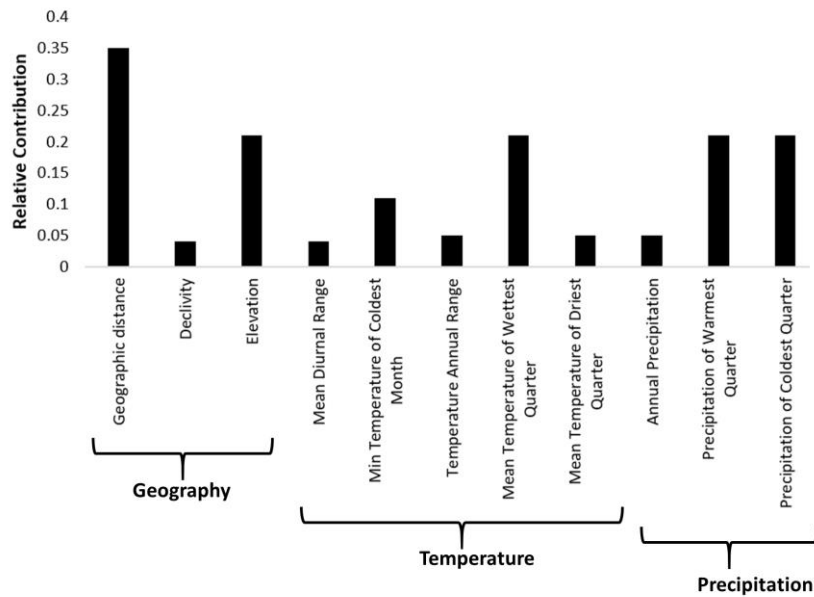 0.4
0.35
0.3
0.25
0.2
0.15
0.1
0.05
0
Relative Contribution
Geographic distance
Declivity
Elevation
Mean Diurnal Range
Min Temperature of Coldest
Month
Temperature Annual Range
Mean Temperature of Wettest
Quarter
Mean Temperature of Driest
Quarter
Annual Precipitation
Precipitation of Warmest
Quarter
Precipitation of Coldest Quarter
Geography
Temperature
Precipitation